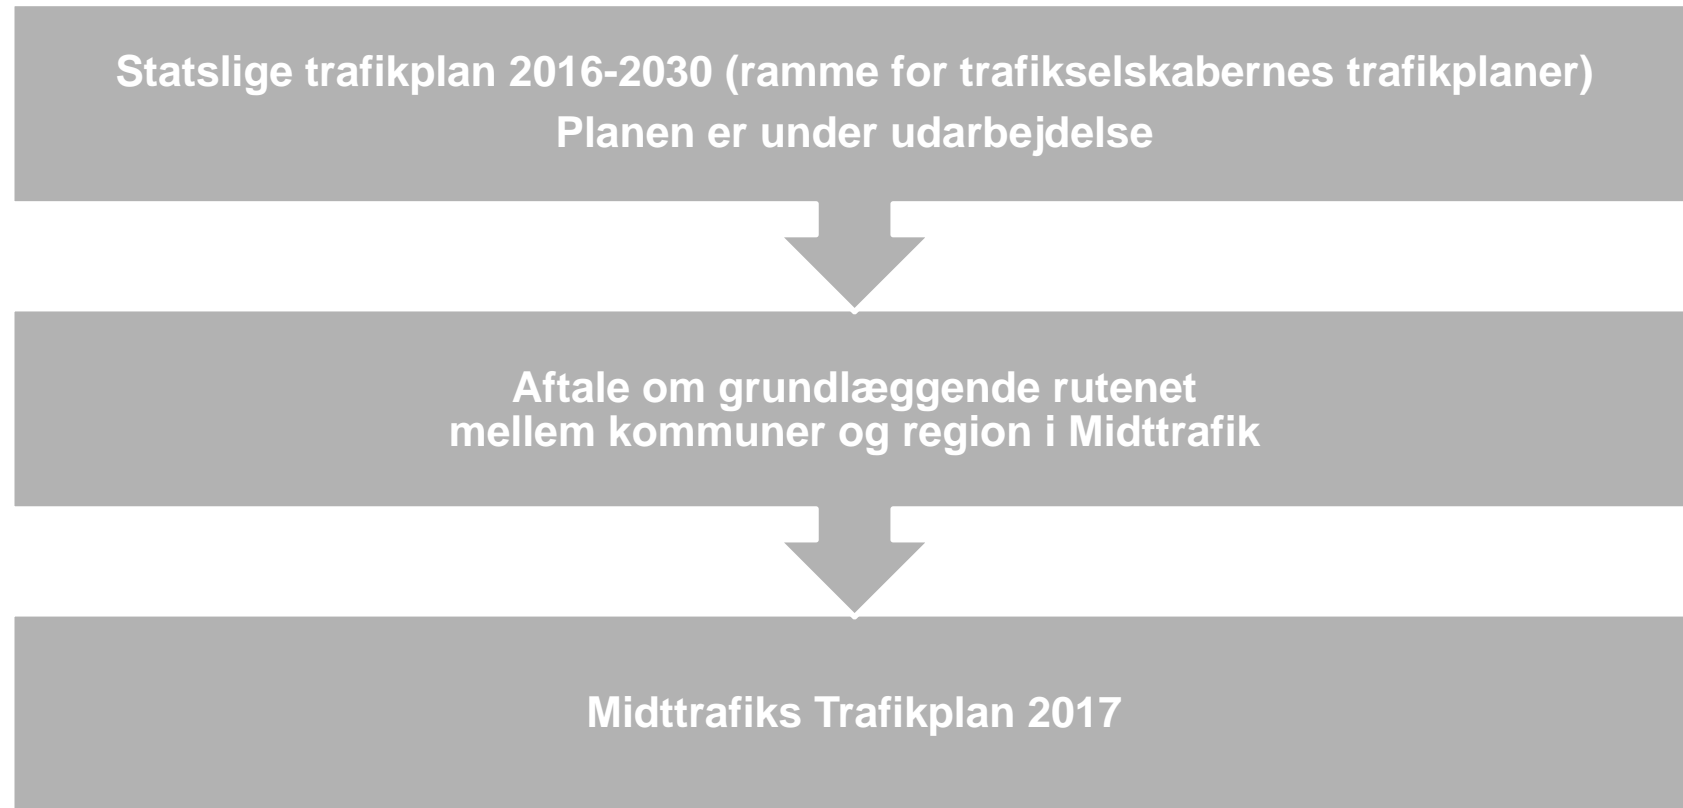 Statslige trafikplan 2016-2030 (ramme for trafikselskabernes trafikplaner)
Planen er under udarbejdelse
Aftale om grundlæggende rutenet
mellem kommuner og region i Midttrafik
Midttrafiks Trafikplan 2017